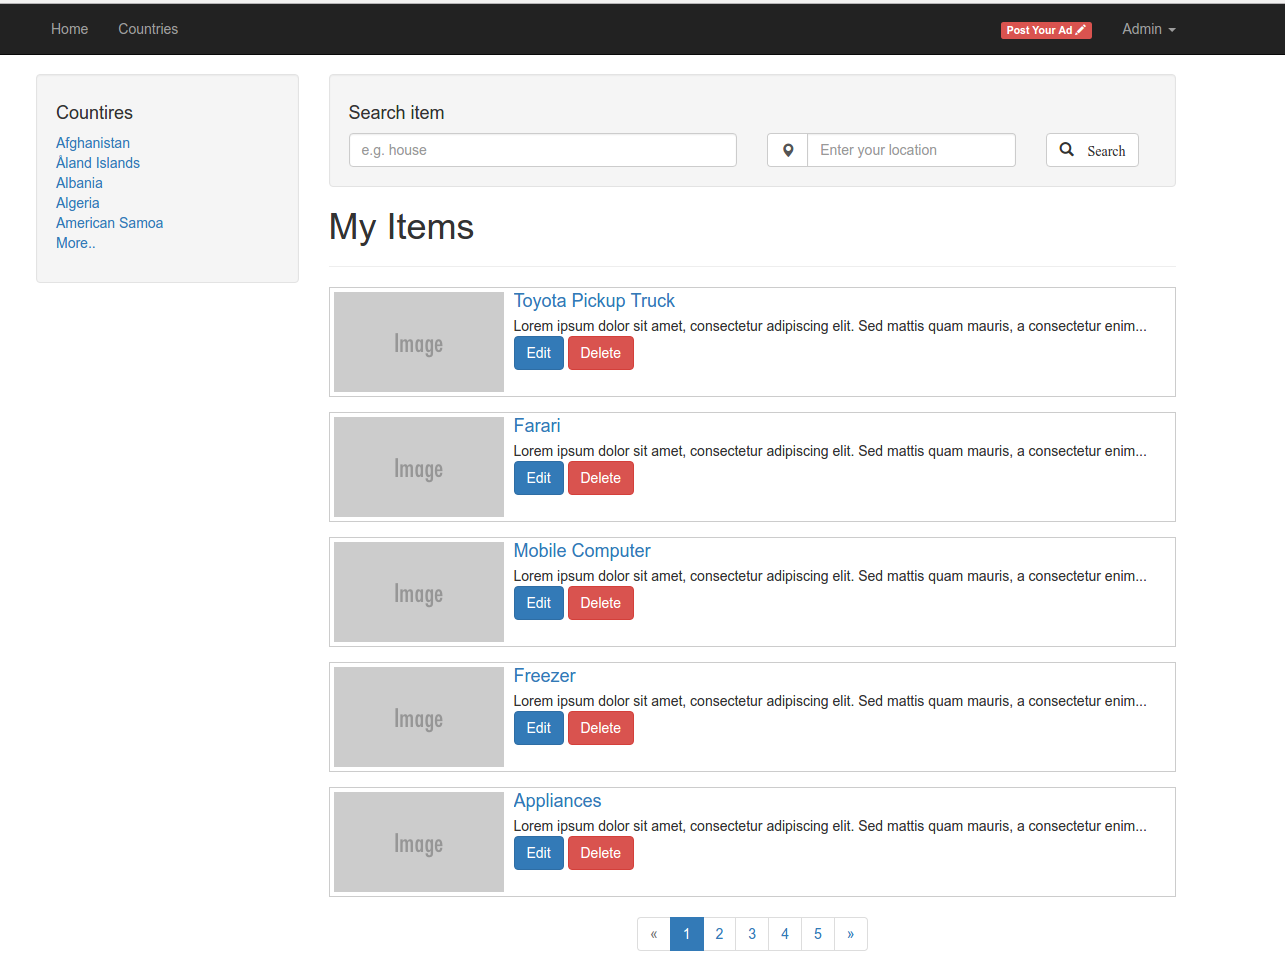 Home Countries Post Your Ad Admin
Countires
Afghanistan
Åland Islands
Albania
Algeria
American Samoa
More..
Search item
e.g. house Enter your location Search
My Items
Image
Toyota Pickup Truck
Lorem ipsum dolor sit amet, consectetur adipiscing elit. Sed mattis quam mauris, a consectetur enim...
Edit Delete
Image
Farari
Lorem ipsum dolor sit amet, consectetur adipiscing elit. Sed mattis quam mauris, a consectetur enim...
Edit Delete
Image
Mobile Computer
Lorem ipsum dolor sit amet, consectetur adipiscing elit. Sed mattis quam mauris, a consectetur enim...
Edit Delete
Image
Freezer
Lorem ipsum dolor sit amet, consectetur adipiscing elit. Sed mattis quam mauris, a consectetur enim...
Edit Delete
Image
Appliances
Lorem ipsum dolor sit amet, consectetur adipiscing elit. Sed mattis quam mauris, a consectetur enim...
Edit Delete
« 1 2 3 4 5 »